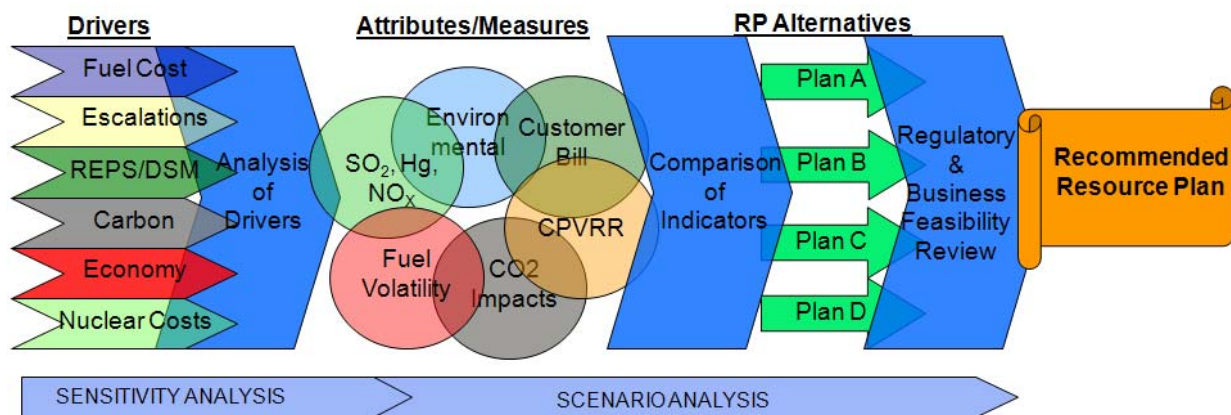 Drivers
Attributes/Measures
RP Alternatives
Fuel Cost
Escalations
REPS/DSM
Carbon
Economy
Nuclear Costs
Analysis
of
Drivers
SO₂, Hg,
NOₓ
Environ
mental
Customer
Bill
CPVRR
CO2
Impacts
Fuel
Volatility
Comparison
of
Indicators
Plan A
Plan B
Plan C
Plan D
Regulatory
&
Business
Feasibility
Review
Recommended
Resource Plan
SENSITIVITY ANALYSIS
SCENARIO ANALYSIS